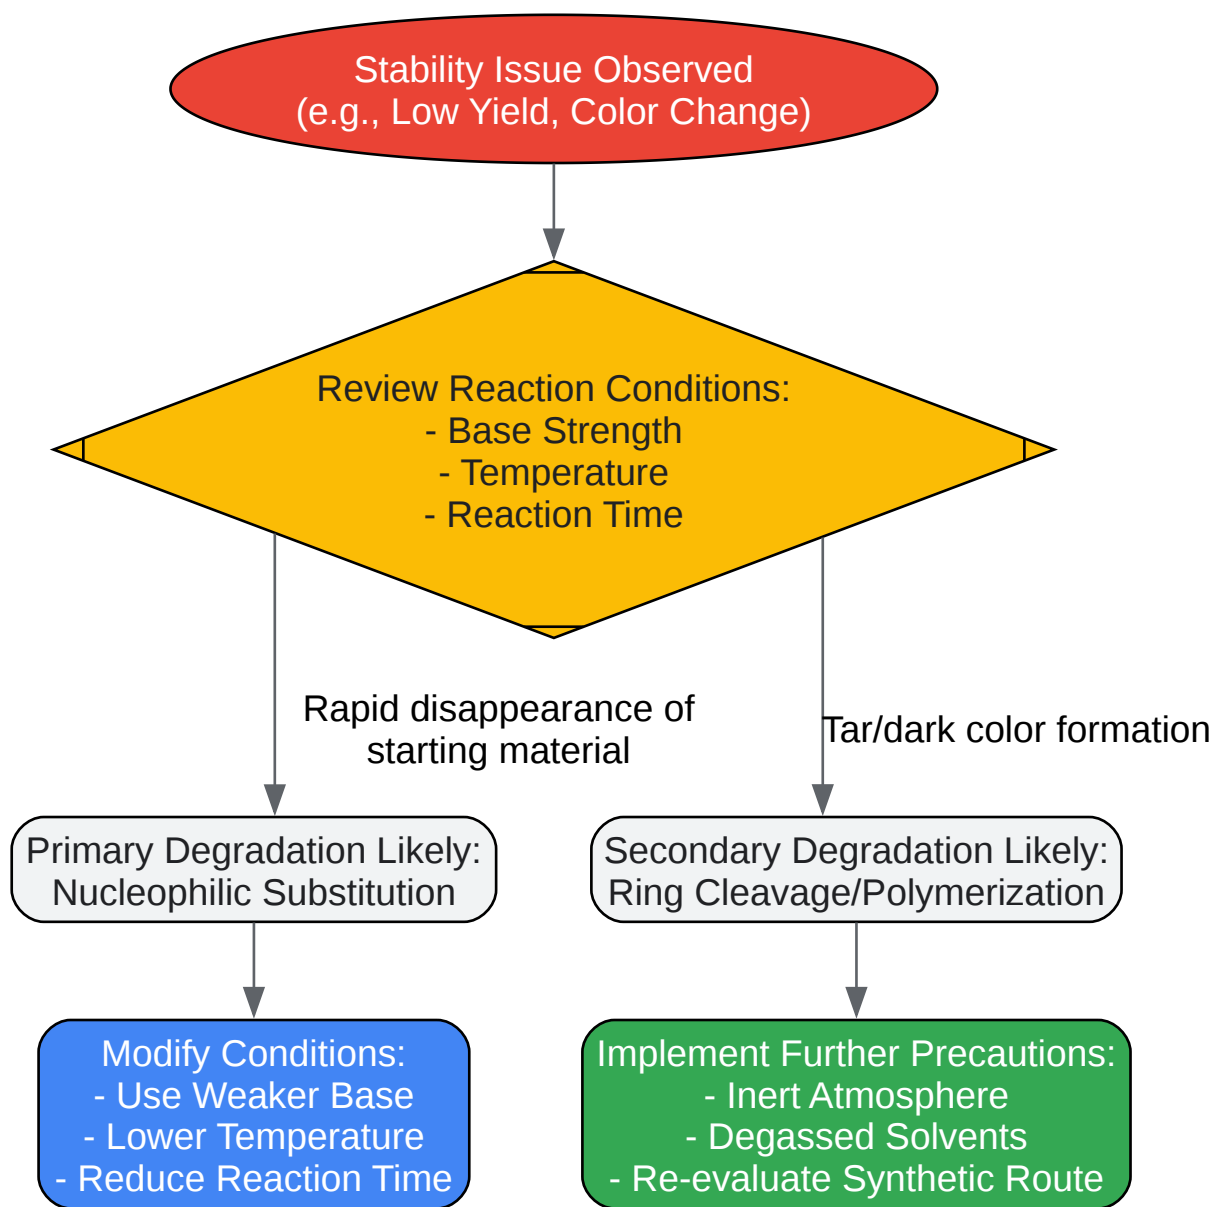 Stability Issue Observed
(e.g., Low Yield, Color Change)
Review Reaction Conditions:
- Base Strength
- Temperature
- Reaction Time
Rapid disappearance of
starting material
Tar/dark color formation
Primary Degradation Likely:
Nucleophilic Substitution
Secondary Degradation Likely:
Ring Cleavage/Polymerization
Modify Conditions:
- Use Weaker Base
- Lower Temperature
- Reduce Reaction Time
Implement Further Precautions:
- Inert Atmosphere
- Degassed Solvents
- Re-evaluate Synthetic Route